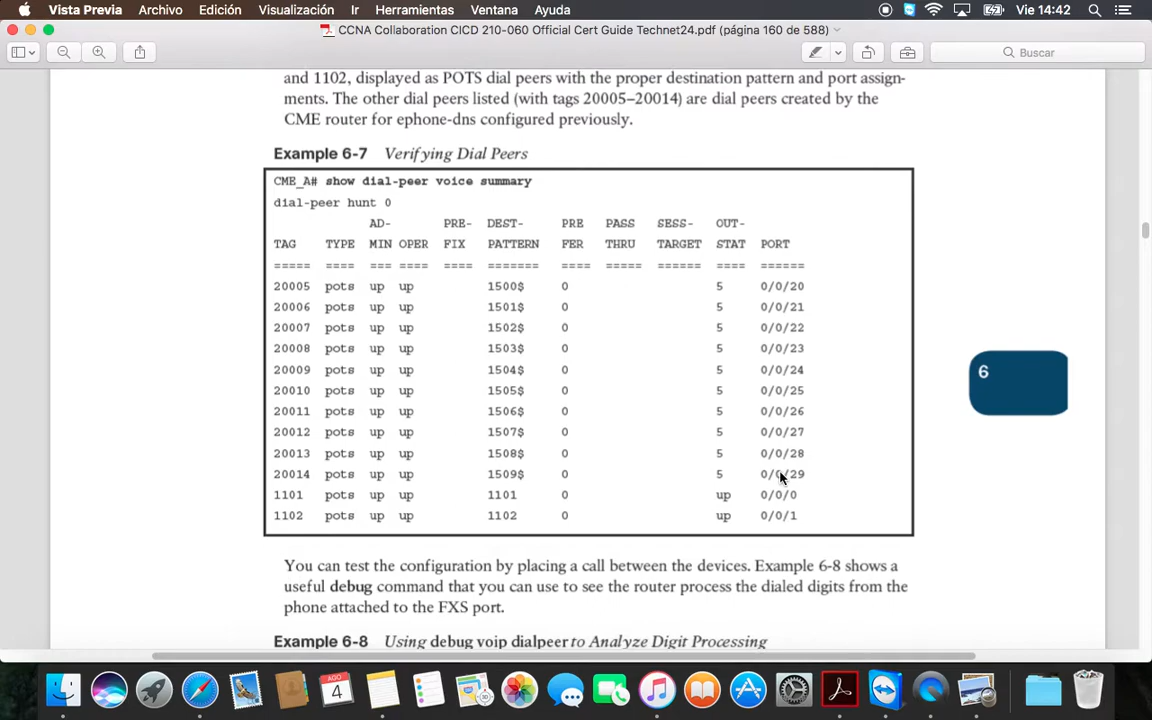 Vista Previa Archivo Edición Visualización Ir Herramientas Ventana Ayuda Vie 14:42
CCNA Collaboration CICD 210-060 Official Cert Guide Technet24.pdf (página 160 de 588)
Buscar
and 1102, displayed as POTS dial peers with the proper destination pattern and port assign-
ments. The other dial peers listed (with tags 20005–20014) are dial peers created by the
CME router for ephone-dns configured previously.
Example 6-7 Verifying Dial Peers
CME_A# show dial-peer voice summary
dial-peer hunt 0
AD- PRE- DEST- PRE PASS SESS- OUT-
TAG TYPE MIN OPER FIX PATTERN FER THRU TARGET STAT PORT
===== ==== === ==== ==== ======= ==== ===== ====== ==== ======
20005 pots up up 1500$ 0 5 0/0/20
20006 pots up up 1501$ 0 5 0/0/21
20007 pots up up 1502$ 0 5 0/0/22
20008 pots up up 1503$ 0 5 0/0/23
20009 pots up up 1504$ 0 5 0/0/24
20010 pots up up 1505$ 0 5 0/0/25
20011 pots up up 1506$ 0 5 0/0/26
20012 pots up up 1507$ 0 5 0/0/27
20013 pots up up 1508$ 0 5 0/0/28
20014 pots up up 1509$ 0 5 0/0/29
1101 pots up up 1101 0 up 0/0/0
1102 pots up up 1102 0 up 0/0/1
6
You can test the configuration by placing a call between the devices. Example 6-8 shows a
useful debug command that you can use to see the router process the dialed digits from the
phone attached to the FXS port.
Example 6-8 Using debug voip dialpeer to Analyze Digit Processing
AGO
4